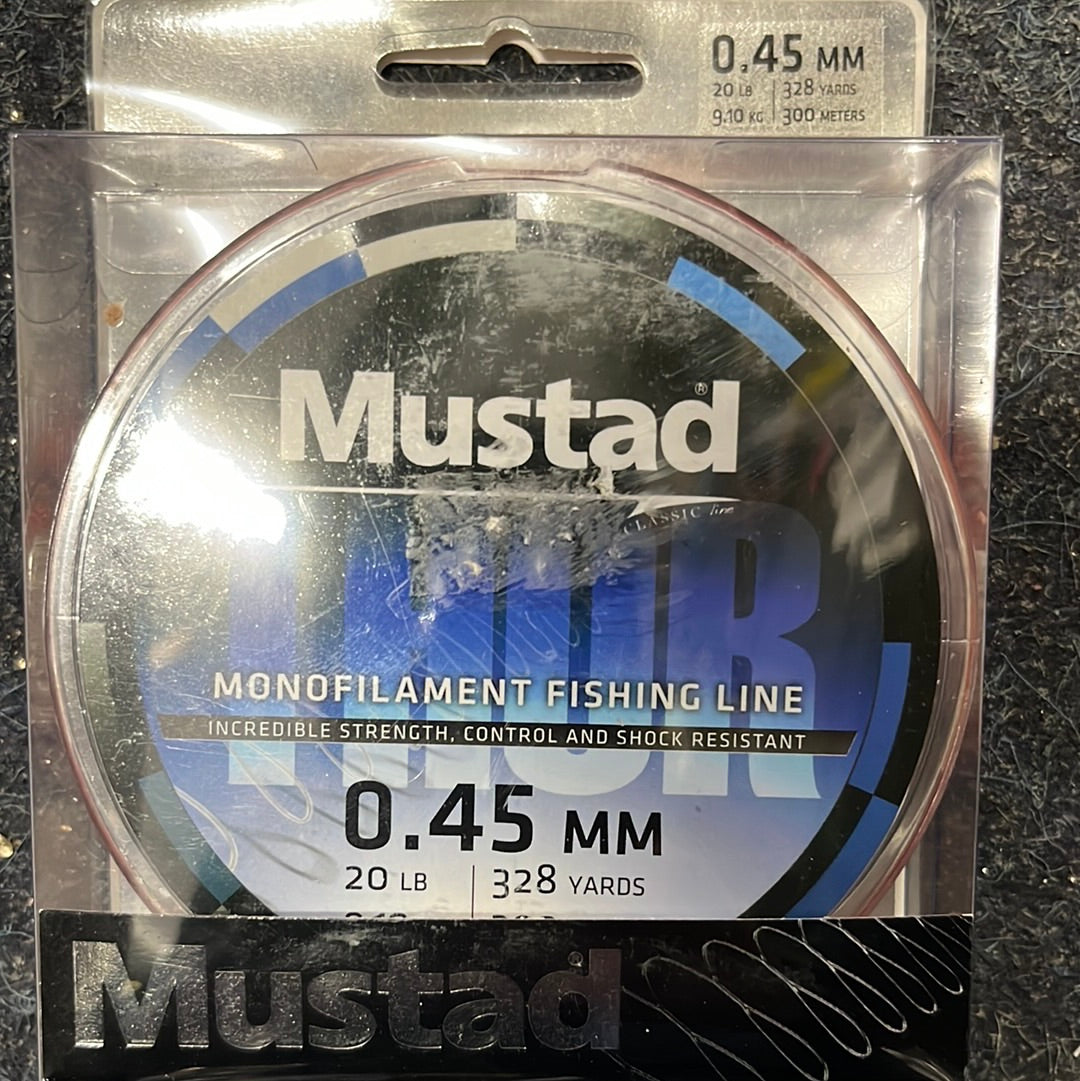 0.45 MM
20 LB 328 YARDS
9.10 KG 300 METERS
Mustad®
CLASSIC line
THOR
MONOFILAMENT FISHING LINE
INCREDIBLE STRENGTH, CONTROL AND SHOCK RESISTANT
0.45 MM
20 LB 328 YARDS
Mustad